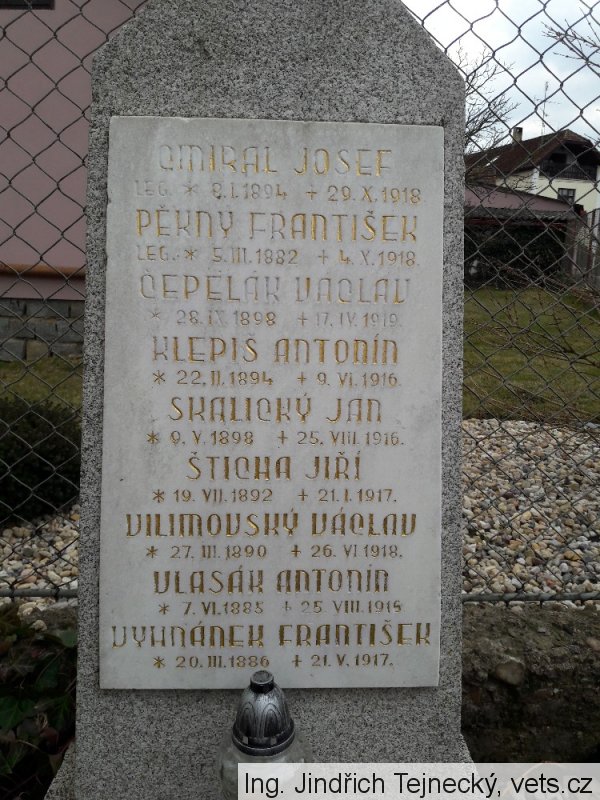 CMIRAL JOSEF
LEG. * 8.I.1894 + 29.X.1918.
PĚKNÝ FRANTIŠEK
LEG. * 5.III.1882 + 4.X.1918.
ČEPELÁK VÁCLAV
* 28.IX.1898 + 17.IV.1919.
KLEPIŠ ANTONÍN
* 22.II.1894 + 9.VI.1916.
SKALICKÝ JAN
* 9.V.1898 + 25.VIII.1916.
ŠTICHA JIŘÍ
* 19.VII.1892 + 21.I.1917.
VILIMOVSKÝ VÁCLAV
* 27.III.1890 + 26.VI.1918.
VLASÁK ANTONÍN
* 7.VI.1885 + 25.VIII.1915.
VYHNÁNEK FRANTIŠEK
* 20.III.1886 + 21.V.1917.
Ing. Jindřich Tejnecký, vets.cz